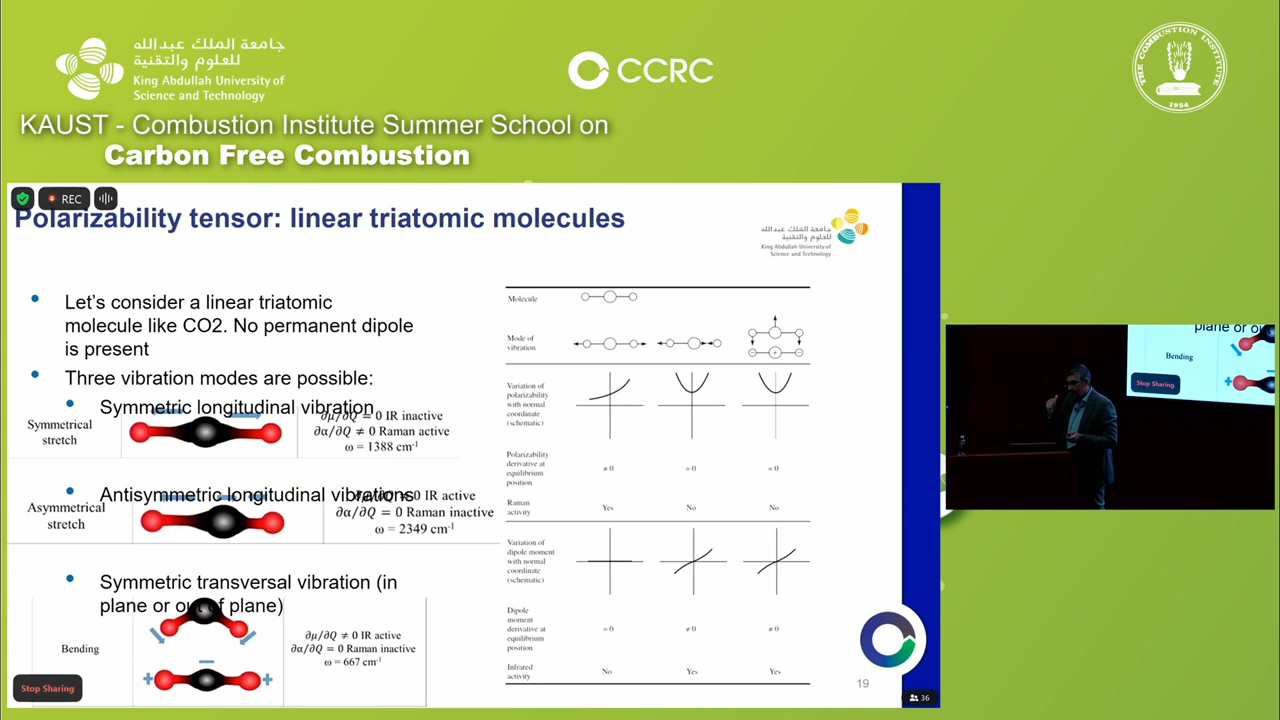 جامعة الملك عبدالله
للعلوم والتقنية
King Abdullah University of
Science and Technology
CCRC
THE COMBUSTION INSTITUTE
1954
KAUST - Combustion Institute Summer School on
Carbon Free Combustion
REC
Polarizability tensor: linear triatomic molecules
جامعة الملك عبدالله
للعلوم والتقنية
King Abdullah University of
Science and Technology
• Let's consider a linear triatomic
molecule like CO2. No permanent dipole
is present
• Three vibration modes are possible:
• Symmetric longitudinal vibration
Symmetrical
stretch
∂μ/∂Q = 0 IR inactive
∂α/∂Q ≠ 0 Raman active
ω = 1388 cm⁻¹
• Antisymmetric longitudinal vibrations
Asymmetrical
stretch
∂μ/∂Q ≠ 0 IR active
∂α/∂Q = 0 Raman inactive
ω = 2349 cm⁻¹
• Symmetric transversal vibration (in
plane or out of plane)
Bending
∂μ/∂Q ≠ 0 IR active
∂α/∂Q = 0 Raman inactive
ω = 667 cm⁻¹
Stop Sharing
Molecule
Mode of
vibration
Variation of
polarizability
with normal
coordinate
(schematic)
Polarizability
derivative at
equilibrium
position
≠ 0 = 0 = 0
Raman
activity
Yes No No
Variation of
dipole moment
with normal
coordinate
(schematic)
Dipole
moment
derivative at
equilibrium
position
= 0 ≠ 0 ≠ 0
Infrared
activity
No Yes Yes
19
36
plane or ou
Bending
Stop Sharing